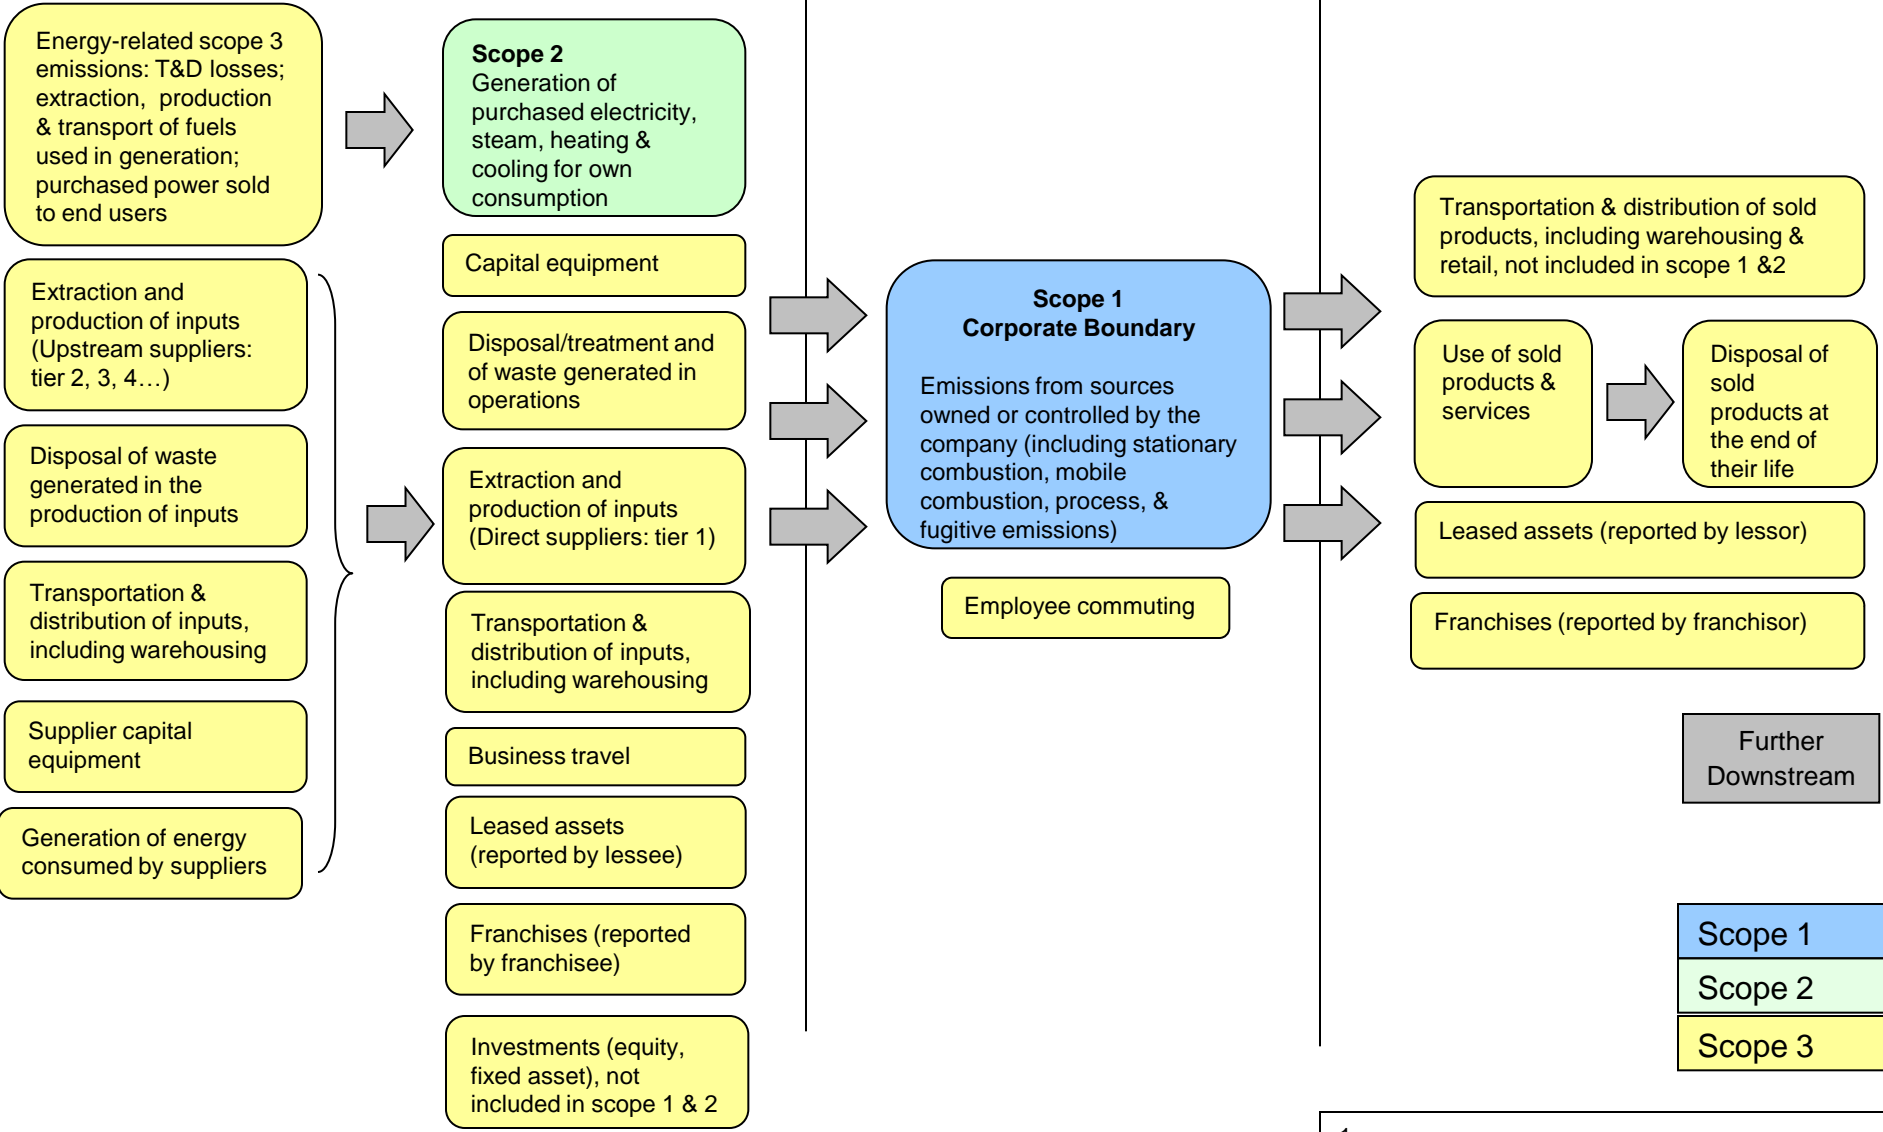 Energy-related scope 3
emissions: T&D losses;
extraction, production
& transport of fuels
used in generation;
purchased power sold
to end users
Extraction and
production of inputs
(Upstream suppliers:
tier 2, 3, 4…)
Disposal of waste
generated in the
production of inputs
Transportation &
distribution of inputs,
including warehousing
Supplier capital
equipment
Generation of energy
consumed by suppliers
Scope 2
Generation of
purchased electricity,
steam, heating &
cooling for own
consumption
Capital equipment
Disposal/treatment and
of waste generated in
operations
Extraction and
production of inputs
(Direct suppliers: tier 1)
Transportation &
distribution of inputs,
including warehousing
Business travel
Leased assets
(reported by lessee)
Franchises (reported
by franchisee)
Investments (equity,
fixed asset), not
included in scope 1 & 2
Scope 1
Corporate Boundary
Emissions from sources
owned or controlled by the
company (including stationary
combustion, mobile
combustion, process, &
fugitive emissions)
Employee commuting
Transportation & distribution of sold
products, including warehousing &
retail, not included in scope 1 &2
Use of sold
products &
services
Disposal of
sold
products at
the end of
their life
Leased assets (reported by lessor)
Franchises (reported by franchisor)
Further
Downstream
Scope 1
Scope 2
Scope 3